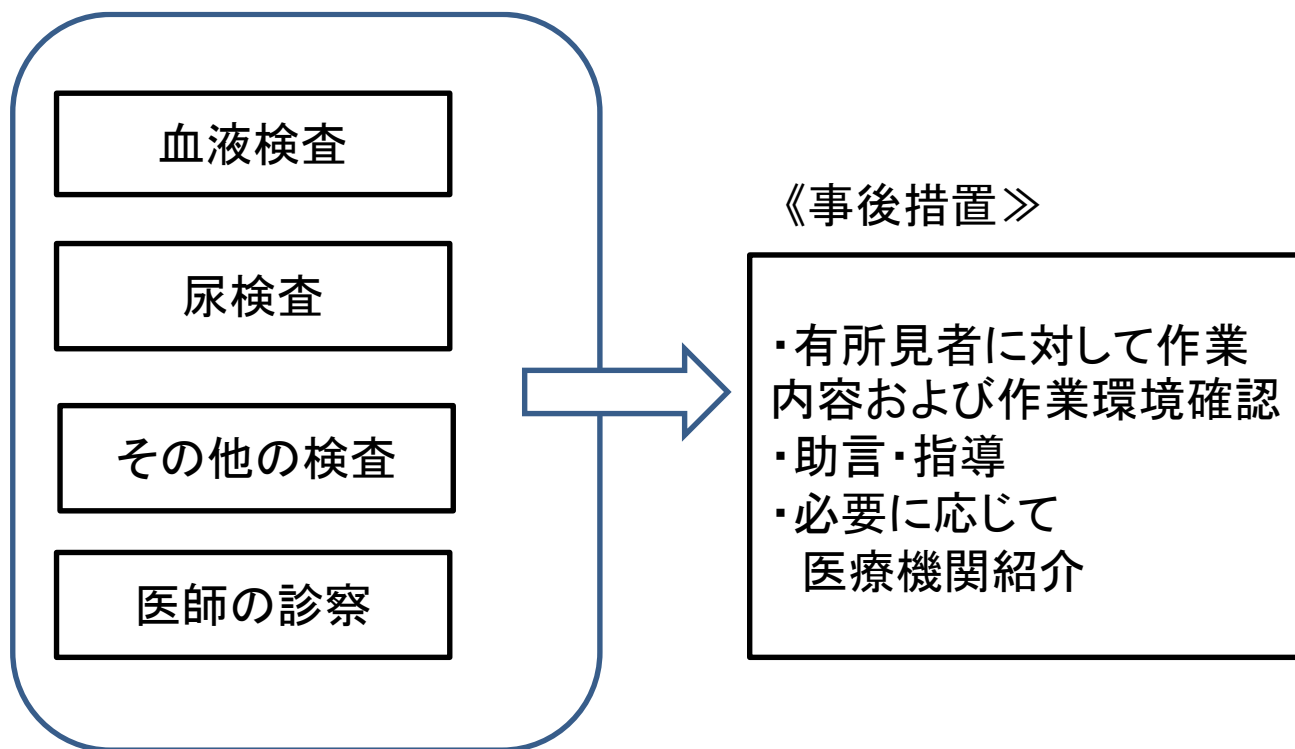 血液検査
尿検査
その他の検査
医師の診察
《事後措置≫
・有所見者に対して作業
内容および作業環境確認
・助言・指導
・必要に応じて
医療機関紹介